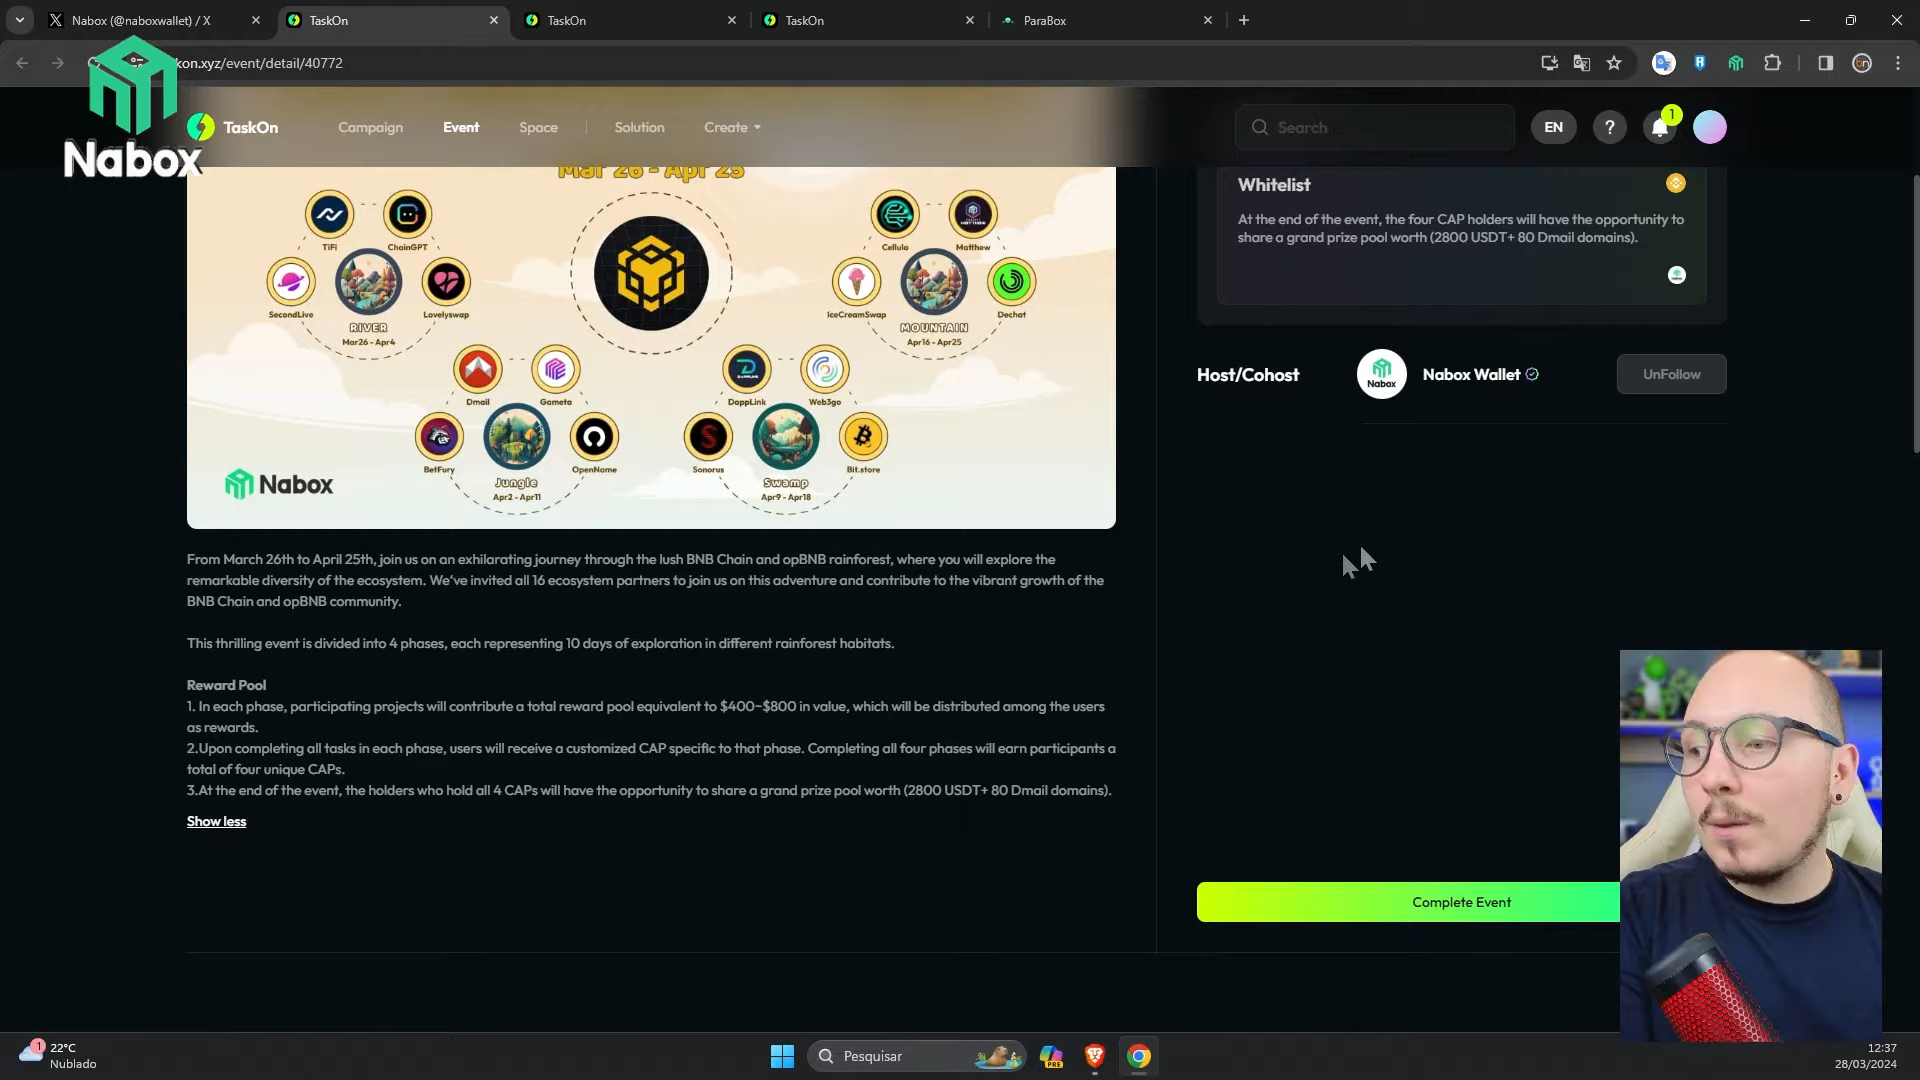 Nabox (@naboxwallet) / X
TaskOn
TaskOn
TaskOn
ParaBox
kon.xyz/event/detail/40772
Nabox
TaskOn
Campaign
Event
Space
Solution
Create
Search
EN
?
1
Mar 26 - Apr 25
TiFi
ChainGPT
SecondLive
Lovelyswap
RIVER
Mar26 - Apr4
Cellula
Matthew
IceCreamSwap
Dechat
MOUNTAIN
Apr16 - Apr25
Dmail
Gameta
BetFury
OpenName
Jungle
Apr2 - Apr11
DappLink
Web3go
Sonorus
Bit.store
Swamp
Apr9 - Apr18
Nabox
Whitelist
At the end of the event, the four CAP holders will have the opportunity to
share a grand prize pool worth (2800 USDT+ 80 Dmail domains).
Host/Cohost
Nabox
Nabox Wallet
UnFollow
From March 26th to April 25th, join us on an exhilarating journey through the lush BNB Chain and opBNB rainforest, where you will explore the
remarkable diversity of the ecosystem. We've invited all 16 ecosystem partners to join us on this adventure and contribute to the vibrant growth of the
BNB Chain and opBNB community.
This thrilling event is divided into 4 phases, each representing 10 days of exploration in different rainforest habitats.
Reward Pool
1. In each phase, participating projects will contribute a total reward pool equivalent to $400~$800 in value, which will be distributed among the users
as rewards.
2.Upon completing all tasks in each phase, users will receive a customized CAP specific to that phase. Completing all four phases will earn participants a
total of four unique CAPs.
3.At the end of the event, the holders who hold all 4 CAPs will have the opportunity to share a grand prize pool worth (2800 USDT+ 80 Dmail domains).
Show less
Complete Event
1
22°C
Nublado
Pesquisar
PRE
12:37
28/03/2024